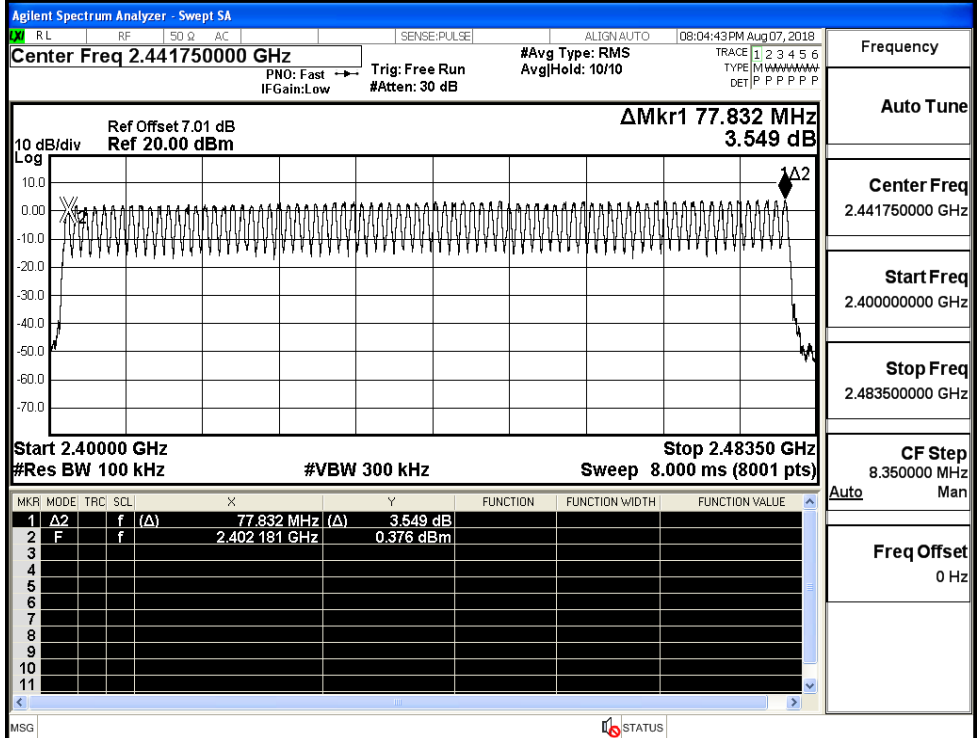 Agilent Spectrum Analyzer - Swept SA
LXI RL RF 50 Ω AC SENSE:PULSE ALIGN AUTO 08:04:43 PM Aug 07, 2018
Center Freq 2.441750000 GHz
PNO: Fast
IFGain:Low
Trig: Free Run
#Atten: 30 dB
#Avg Type: RMS
Avg|Hold: 10/10
TRACE 1 2 3 4 5 6
TYPE M W W W W W
DET P P P P P P
ΔMkr1 77.832 MHz
3.549 dB
Ref Offset 7.01 dB
10 dB/div Ref 20.00 dBm
Log
10.0
0.00
-10.0
-20.0
-30.0
-40.0
-50.0
-60.0
-70.0
1Δ2
2
Start 2.40000 GHz Stop 2.48350 GHz
#Res BW 100 kHz #VBW 300 kHz Sweep 8.000 ms (8001 pts)
MKR MODE TRC SCL X Y FUNCTION FUNCTION WIDTH FUNCTION VALUE
1 Δ2 f (Δ) 77.832 MHz (Δ) 3.549 dB
2 F f 2.402 181 GHz 0.376 dBm
3
4
5
6
7
8
9
10
11
MSG STATUS
Frequency
Auto Tune
Center Freq
2.441750000 GHz
Start Freq
2.400000000 GHz
Stop Freq
2.483500000 GHz
CF Step
8.350000 MHz
Auto Man
Freq Offset
0 Hz